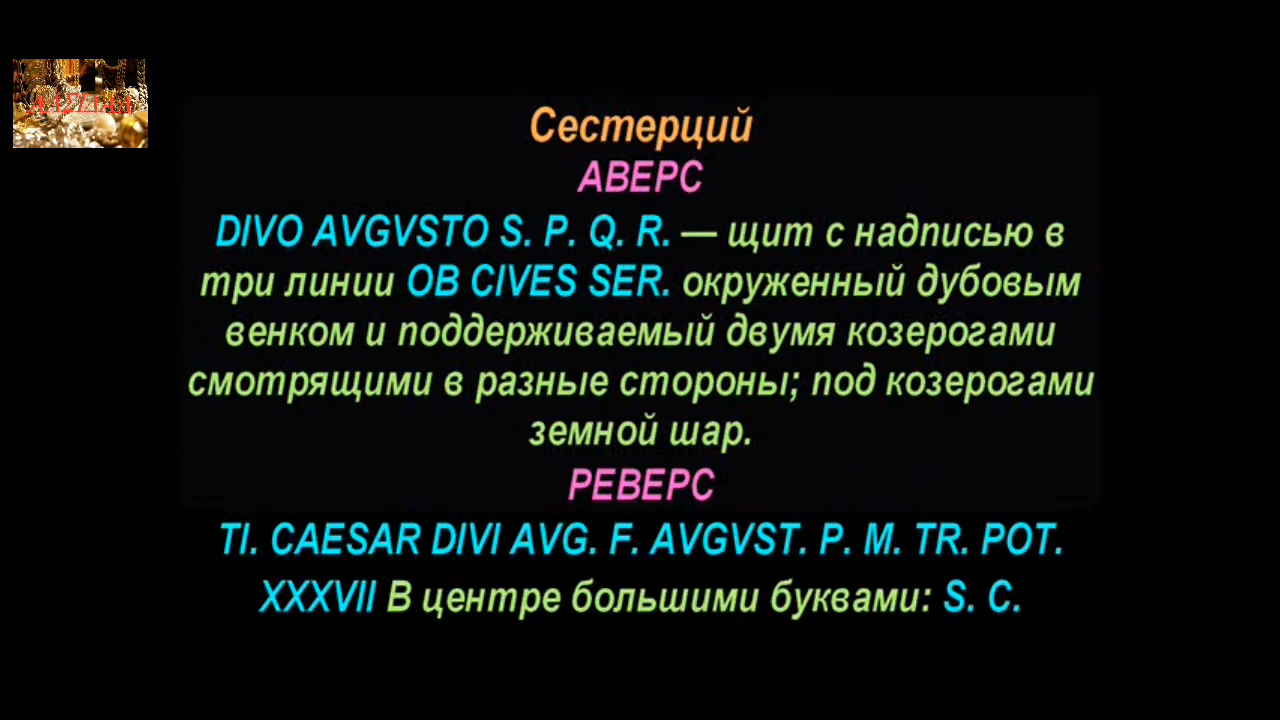 Сестерций
АВЕРС
DIVO AVGVSTO S. P. Q. R. — щит с надписью в
три линии OB CIVES SER. окруженный дубовым
венком и поддерживаемый двумя козерогами
смотрящими в разные стороны; под козерогами
земной шар.
РЕВЕРС
TI. CAESAR DIVI AVG. F. AVGVST. P. M. TR. POT.
XXXVII В центре большими буквами: S. C.